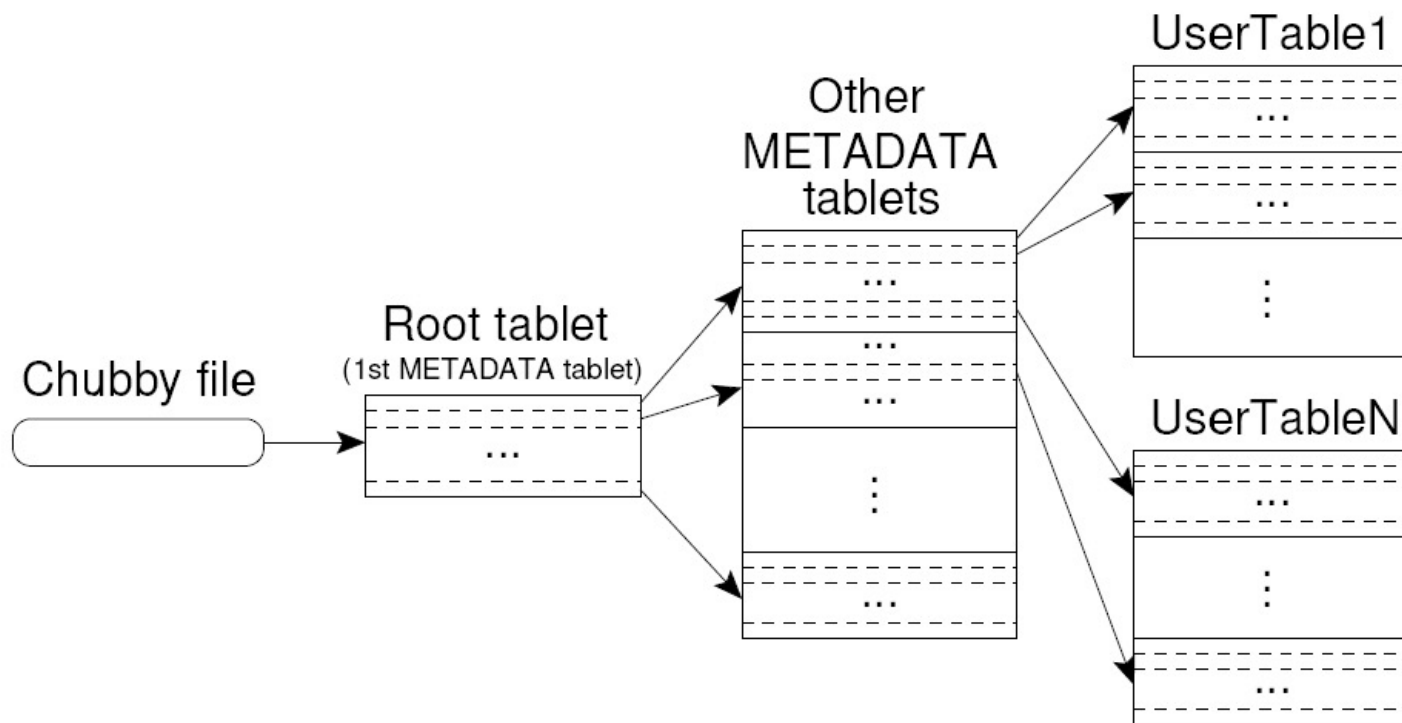 Chubby file
Root tablet
(1st METADATA tablet)
...
Other
METADATA
tablets
...
...
...
...
UserTable1
...
...
UserTableN
...
...